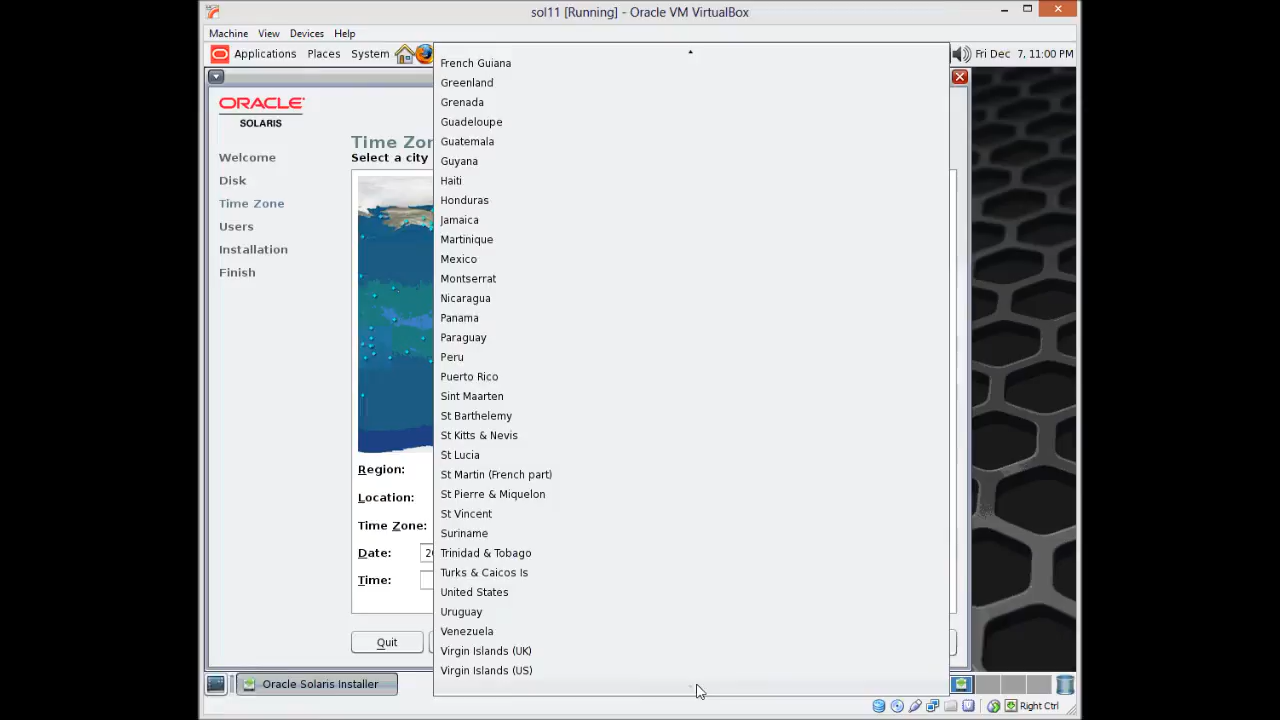 sol11 [Running] - Oracle VM VirtualBox
Machine View Devices Help
Applications Places System
Fri Dec 7, 11:00 PM
ORACLE
SOLARIS
Welcome
Disk
Time Zone
Users
Installation
Finish
Time Zor
Select a city
French Guiana
Greenland
Grenada
Guadeloupe
Guatemala
Guyana
Haiti
Honduras
Jamaica
Martinique
Mexico
Montserrat
Nicaragua
Panama
Paraguay
Peru
Puerto Rico
Sint Maarten
St Barthelemy
St Kitts & Nevis
St Lucia
St Martin (French part)
St Pierre & Miquelon
St Vincent
Suriname
Trinidad & Tobago
Turks & Caicos Is
United States
Uruguay
Venezuela
Virgin Islands (UK)
Virgin Islands (US)
Region:
Location:
Time Zone:
Date: 20
Time:
Quit
Oracle Solaris Installer
Right Ctrl